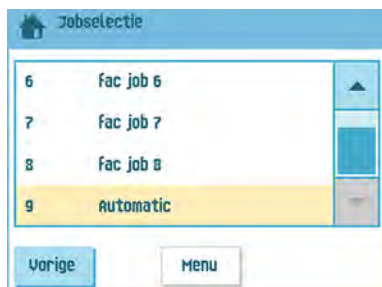 Jobselectie
6 Fac job 6
7 Fac job 7
8 Fac job 8
9 Automatic
Vorige Menu